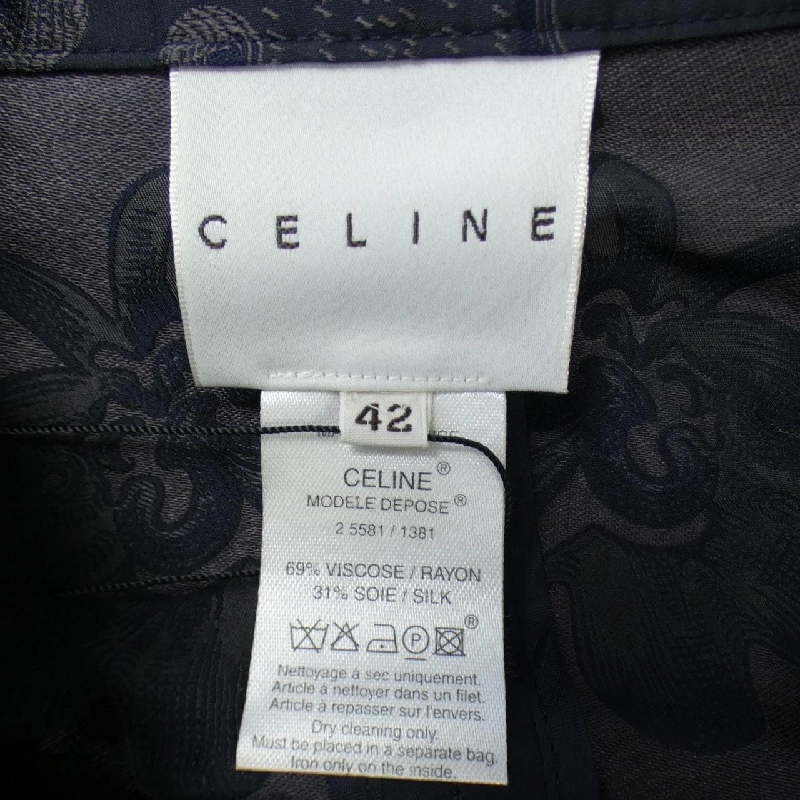 CELINE
42
CELINE®
MODELE DEPOSE®
2 5581 / 1381
69% VISCOSE / RAYON
31% SOIE / SILK
P ®
Nettoyage a sec uniquement.
Article a nettoyer dans un filet.
Article à repasser sur l'envers.
Dry cleaning only.
Must be placed in a separate bag.
Iron only on the inside.